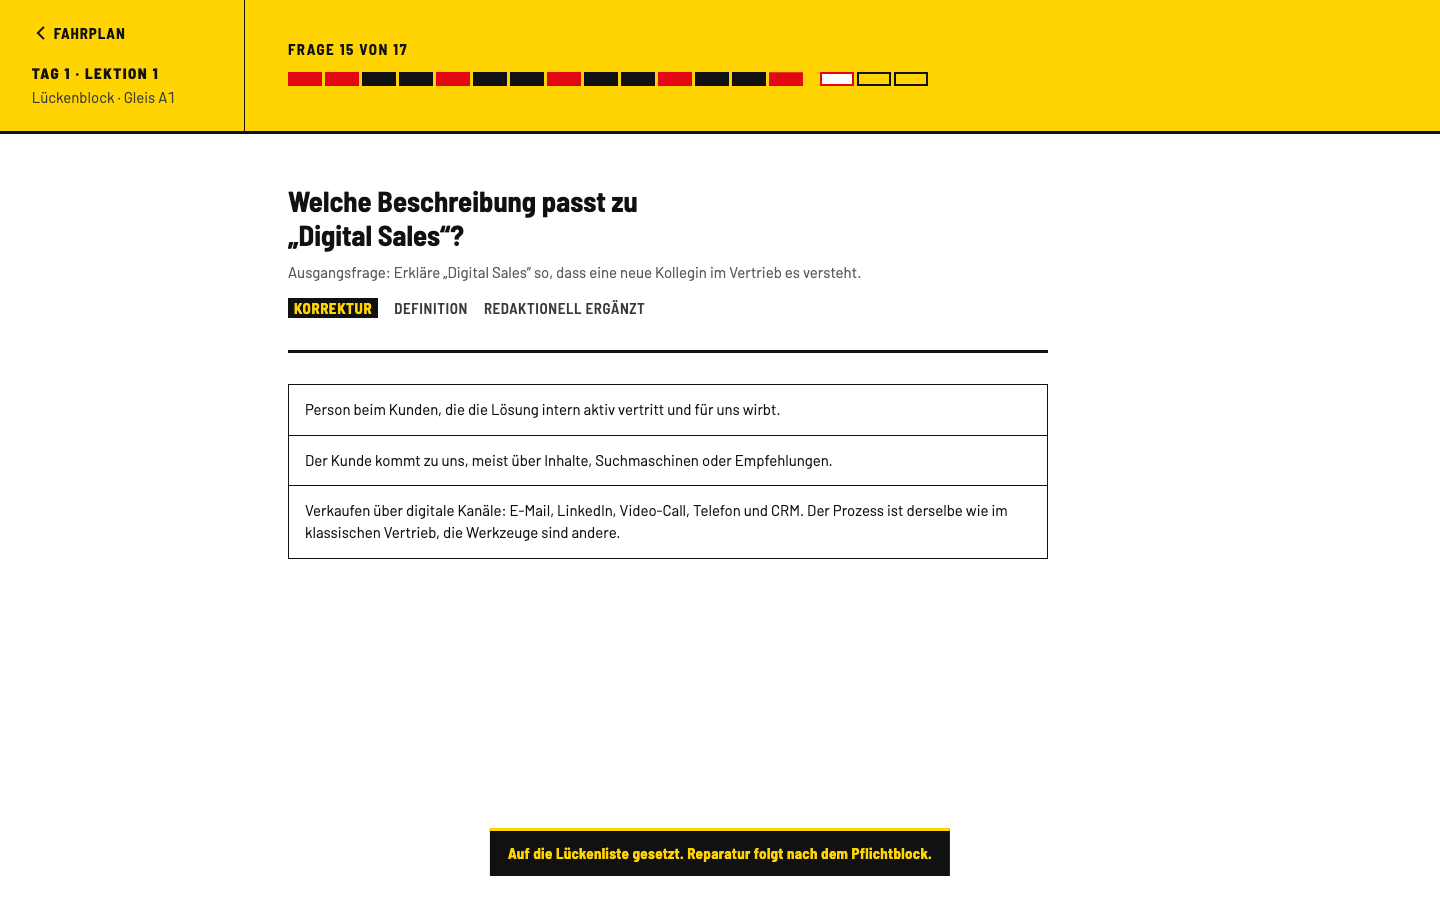 FAHRPLAN
TAG 1 · LEKTION 1
Lückenblock · Gleis A1
FRAGE 15 VON 17
Welche Beschreibung passt zu
„Digital Sales“?
Ausgangsfrage: Erkläre „Digital Sales“ so, dass eine neue Kollegin im Vertrieb es versteht.
KORREKTUR DEFINITION REDAKTIONELL ERGÄNZT
Person beim Kunden, die die Lösung intern aktiv vertritt und für uns wirbt.
Der Kunde kommt zu uns, meist über Inhalte, Suchmaschinen oder Empfehlungen.
Verkaufen über digitale Kanäle: E-Mail, LinkedIn, Video-Call, Telefon und CRM. Der Prozess ist derselbe wie im
klassischen Vertrieb, die Werkzeuge sind andere.
Auf die Lückenliste gesetzt. Reparatur folgt nach dem Pflichtblock.